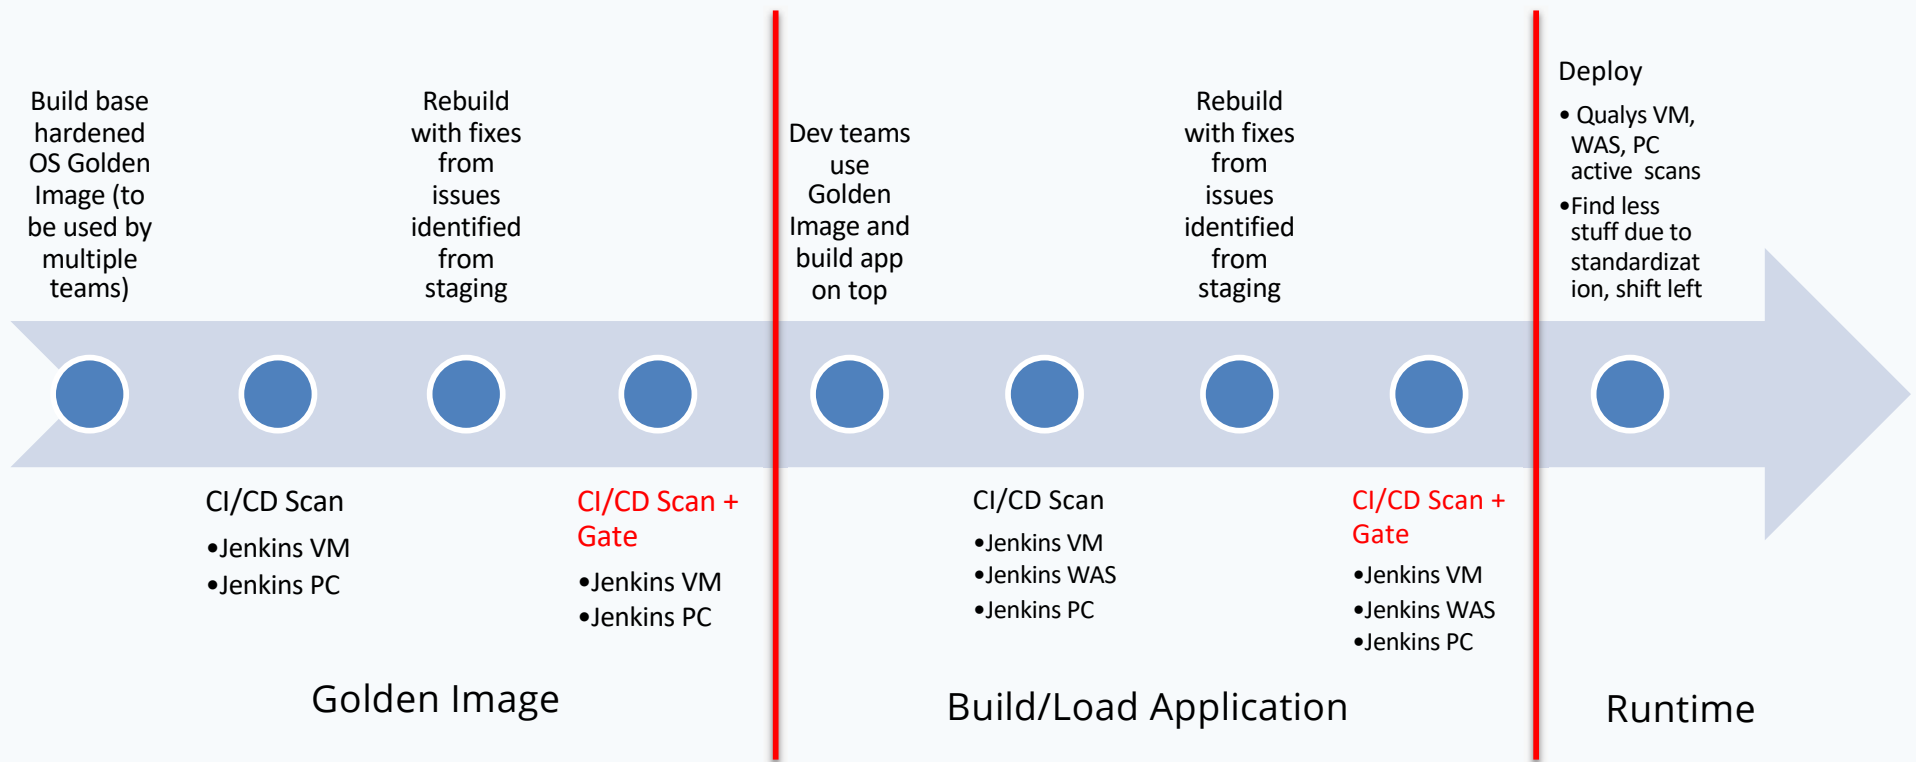 Build base
hardened
OS Golden
Image (to
be used by
multiple
teams)
Rebuild
with fixes
from
issues
identified
from
staging
Dev teams
use
Golden
Image and
build app
on top
Rebuild
with fixes
from
issues
identified
from
staging
Deploy
• Qualys VM,
WAS, PC
active scans
•Find less
stuff due to
standardizat
ion, shift left
CI/CD Scan
•Jenkins VM
•Jenkins PC
CI/CD Scan +
Gate
•Jenkins VM
•Jenkins PC
CI/CD Scan
•Jenkins VM
•Jenkins WAS
•Jenkins PC
CI/CD Scan +
Gate
•Jenkins VM
•Jenkins WAS
•Jenkins PC
Golden Image
Build/Load Application
Runtime